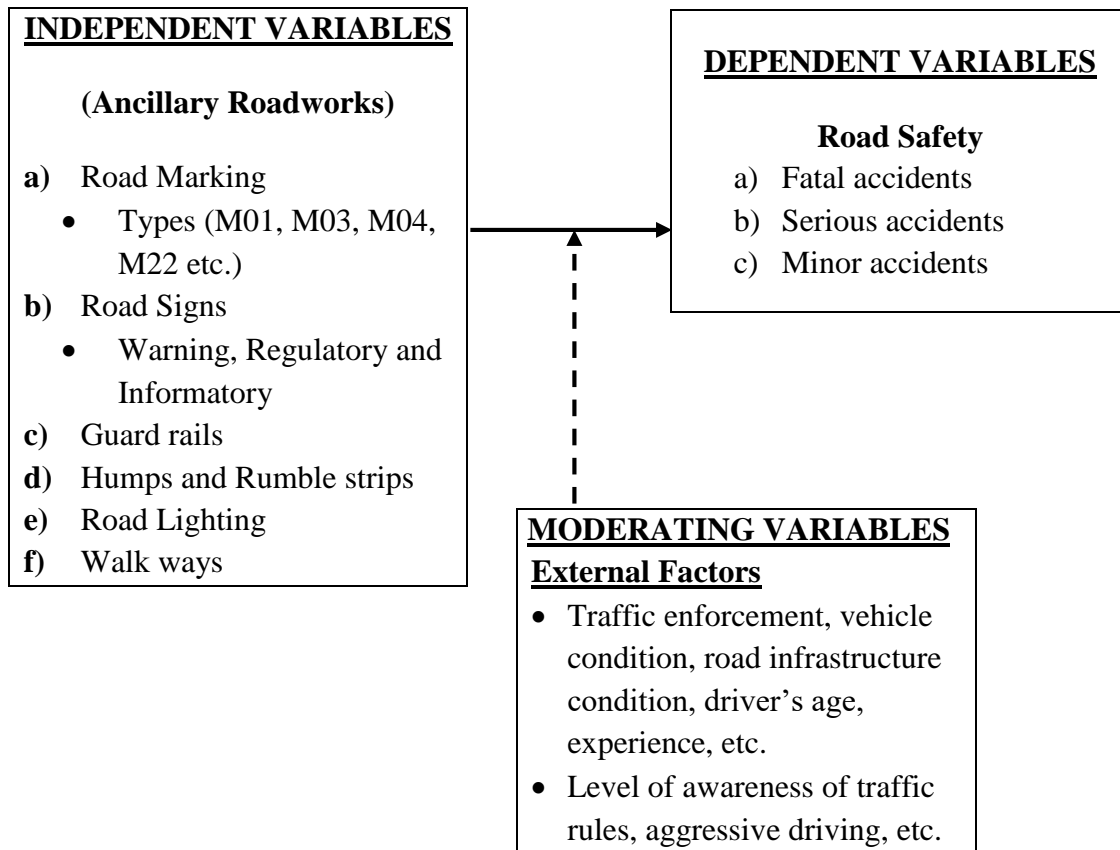 INDEPENDENT VARIABLES
(Ancillary Roadworks)
a) Road Marking
• Types (M01, M03, M04,
M22 etc.)
b) Road Signs
• Warning, Regulatory and
Informatory
c) Guard rails
d) Humps and Rumble strips
e) Road Lighting
f) Walk ways
DEPENDENT VARIABLES
Road Safety
a) Fatal accidents
b) Serious accidents
c) Minor accidents
MODERATING VARIABLES
External Factors
• Traffic enforcement, vehicle
condition, road infrastructure
condition, driver’s age,
experience, etc.
• Level of awareness of traffic
rules, aggressive driving, etc.